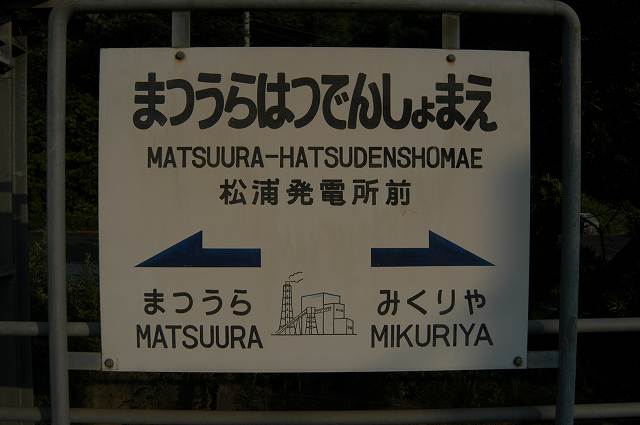 まつうらはつでんしょまえ
MATSUURA-HATSUDENSHOMAE
松浦発電所前
まつうら みくりや
MATSUURA MIKURIYA